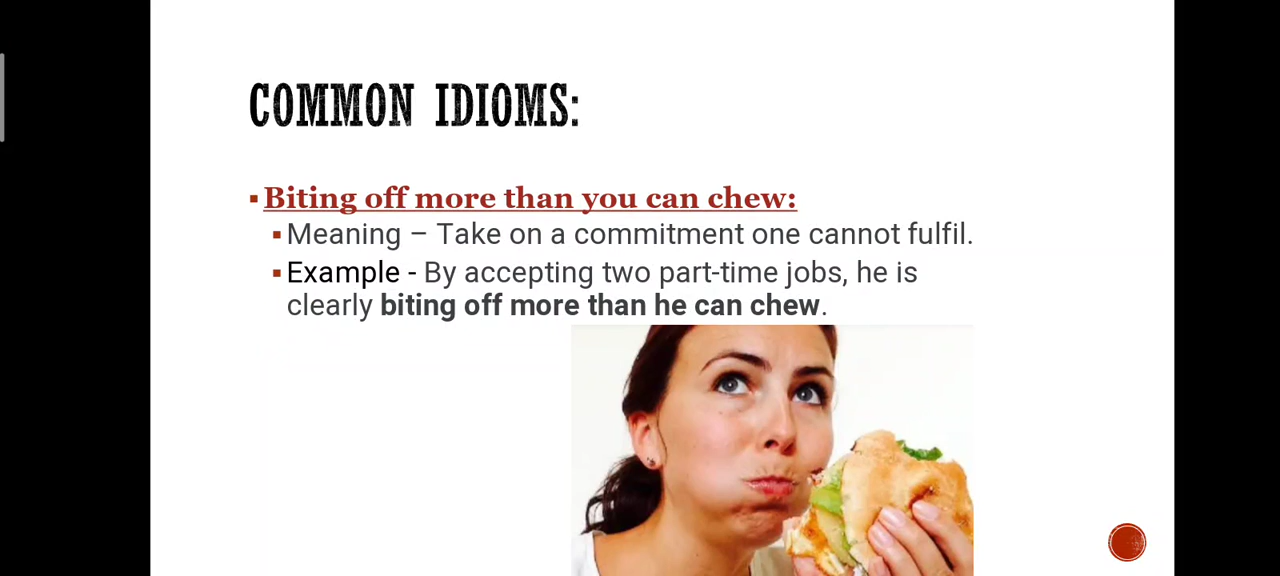 COMMON IDIOMS:
Biting off more than you can chew:
Meaning – Take on a commitment one cannot fulfil.
Example - By accepting two part-time jobs, he is
clearly biting off more than he can chew.